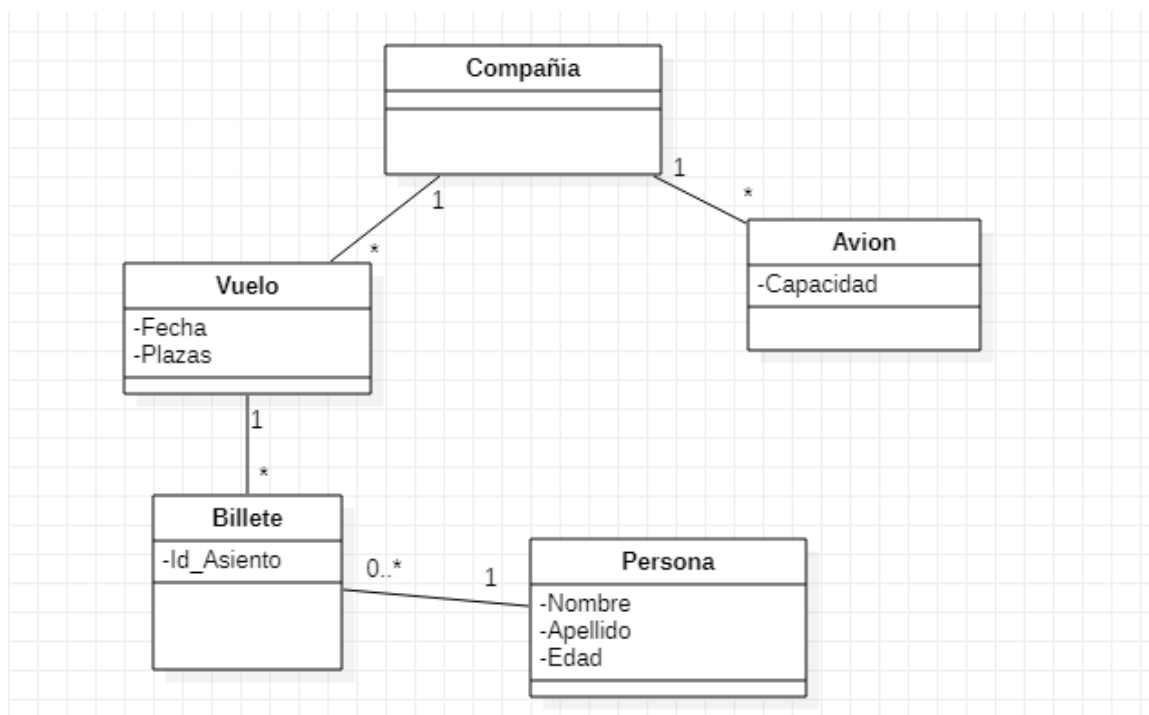 Compañia
1
*
1
*
Avion
-Capacidad
Vuelo
-Fecha
-Plazas
1
*
Billete
-Id_Asiento
0..*
1
Persona
-Nombre
-Apellido
-Edad